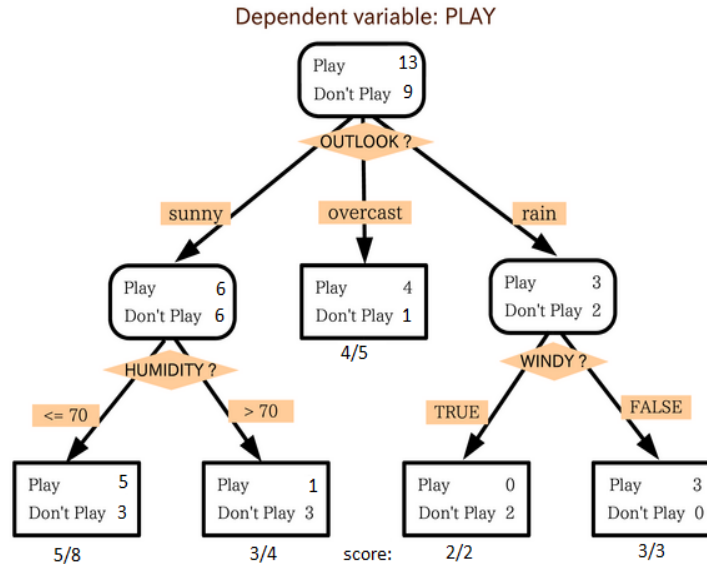 Dependent variable: PLAY
Play 13
Don't Play 9
OUTLOOK ?
sunny
overcast
rain
Play 6
Don't Play 6
Play 4
Don't Play 1
4/5
Play 3
Don't Play 2
HUMIDITY ?
WINDY ?
<= 70
> 70
TRUE
FALSE
Play 5
Don't Play 3
Play 1
Don't Play 3
Play 0
Don't Play 2
Play 3
Don't Play 0
5/8
3/4
score:
2/2
3/3